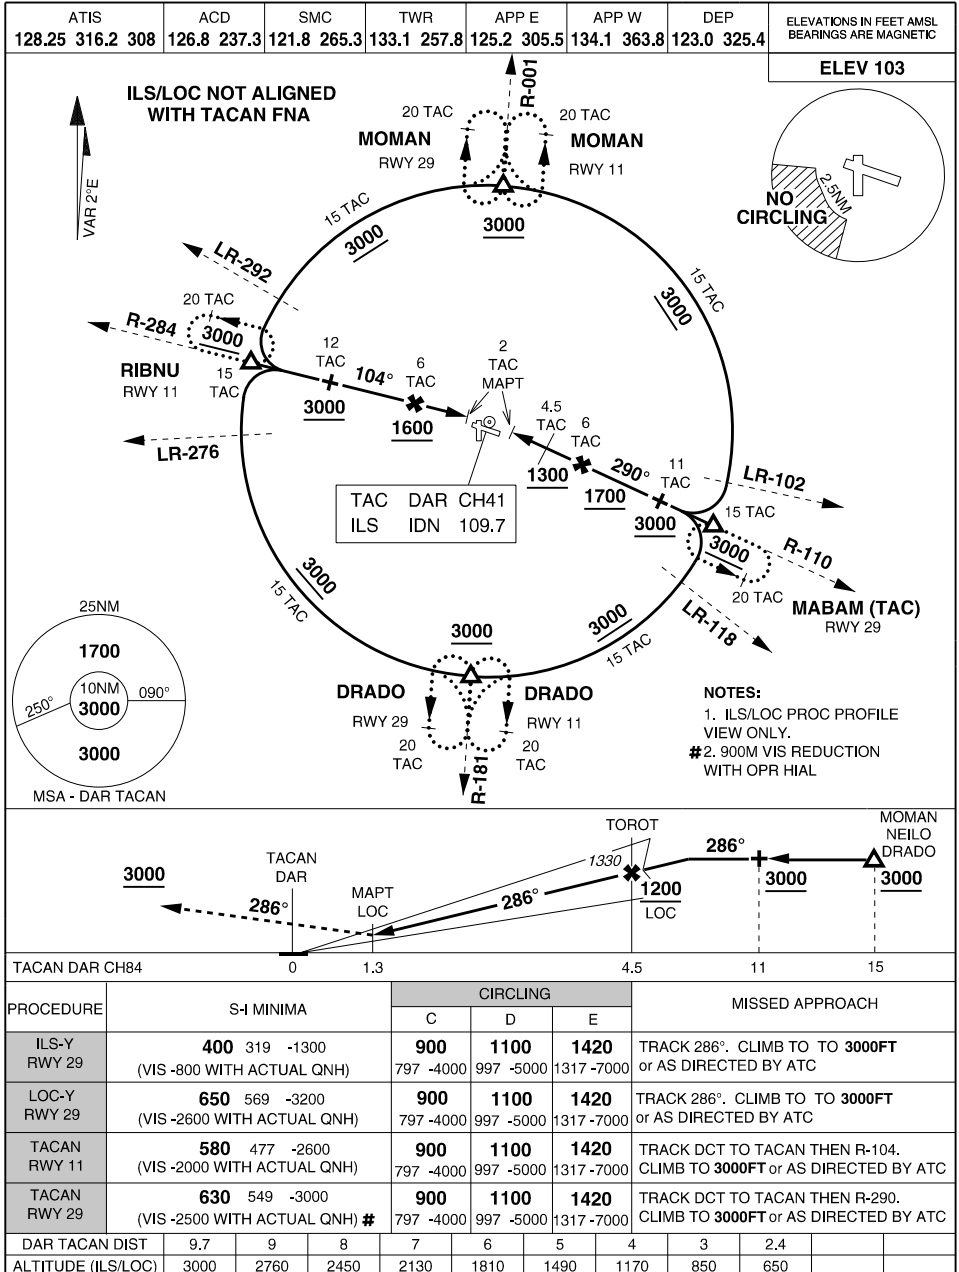 ATIS
128.25 316.2 308
ACD
126.8 237.3
SMC
121.8 265.3
TWR
133.1 257.8
APP E
125.2 305.5
APP W
134.1 363.8
DEP
123.0 325.4
ELEVATIONS IN FEET AMSL
BEARINGS ARE MAGNETIC
ELEV 103
ILS/LOC NOT ALIGNED
WITH TACAN FNA
VAR 2°E
R-001
20 TAC
MOMAN
RWY 29
20 TAC
MOMAN
RWY 11
3000
NO
CIRCLING
2.5NM
15 TAC
3000
15 TAC
3000
LR-292
20 TAC
R-284
3000
RIBNU
RWY 11
15
TAC
12
TAC
3000
104°
6
TAC
1600
2
TAC
MAPT
4.5
TAC
1300
6
TAC
1700
290°
11
TAC
3000
LR-276
LR-102
15 TAC
R-110
3000
20 TAC
MABAM (TAC)
RWY 29
LR-118
TAC DAR CH41
ILS IDN 109.7
3000
15 TAC
3000
15 TAC
3000
DRADO
RWY 29
20
TAC
DRADO
RWY 11
20
TAC
R-181
25NM
1700
10NM
3000
250°
090°
3000
MSA - DAR TACAN
NOTES:
1. ILS/LOC PROC PROFILE
VIEW ONLY.
# 2. 900M VIS REDUCTION
WITH OPR HIAL
3000
286°
TACAN
DAR
MAPT
LOC
286°
TOROT
1330
1200
LOC
286°
3000
MOMAN
NEILO
DRADO
3000
TACAN DAR CH84 0 1.3 4.5 11 15
PROCEDURE S-I MINIMA CIRCLING MISSED APPROACH
C D E
ILS-Y
RWY 29
400 319 -1300
(VIS -800 WITH ACTUAL QNH)
900 1100 1420
797 -4000 997 -5000 1317 -7000
TRACK 286°. CLIMB TO TO 3000FT
or AS DIRECTED BY ATC
LOC-Y
RWY 29
650 569 -3200
(VIS -2600 WITH ACTUAL QNH)
900 1100 1420
797 -4000 997 -5000 1317 -7000
TRACK 286°. CLIMB TO TO 3000FT
or AS DIRECTED BY ATC
TACAN
RWY 11
580 477 -2600
(VIS -2000 WITH ACTUAL QNH)
900 1100 1420
797 -4000 997 -5000 1317 -7000
TRACK DCT TO TACAN THEN R-104.
CLIMB TO 3000FT or AS DIRECTED BY ATC
TACAN
RWY 29
630 549 -3000
(VIS -2500 WITH ACTUAL QNH) #
900 1100 1420
797 -4000 997 -5000 1317 -7000
TRACK DCT TO TACAN THEN R-290.
CLIMB TO 3000FT or AS DIRECTED BY ATC
DAR TACAN DIST 9.7 9 8 7 6 5 4 3 2.4
ALTITUDE (ILS/LOC) 3000 2760 2450 2130 1810 1490 1170 850 650